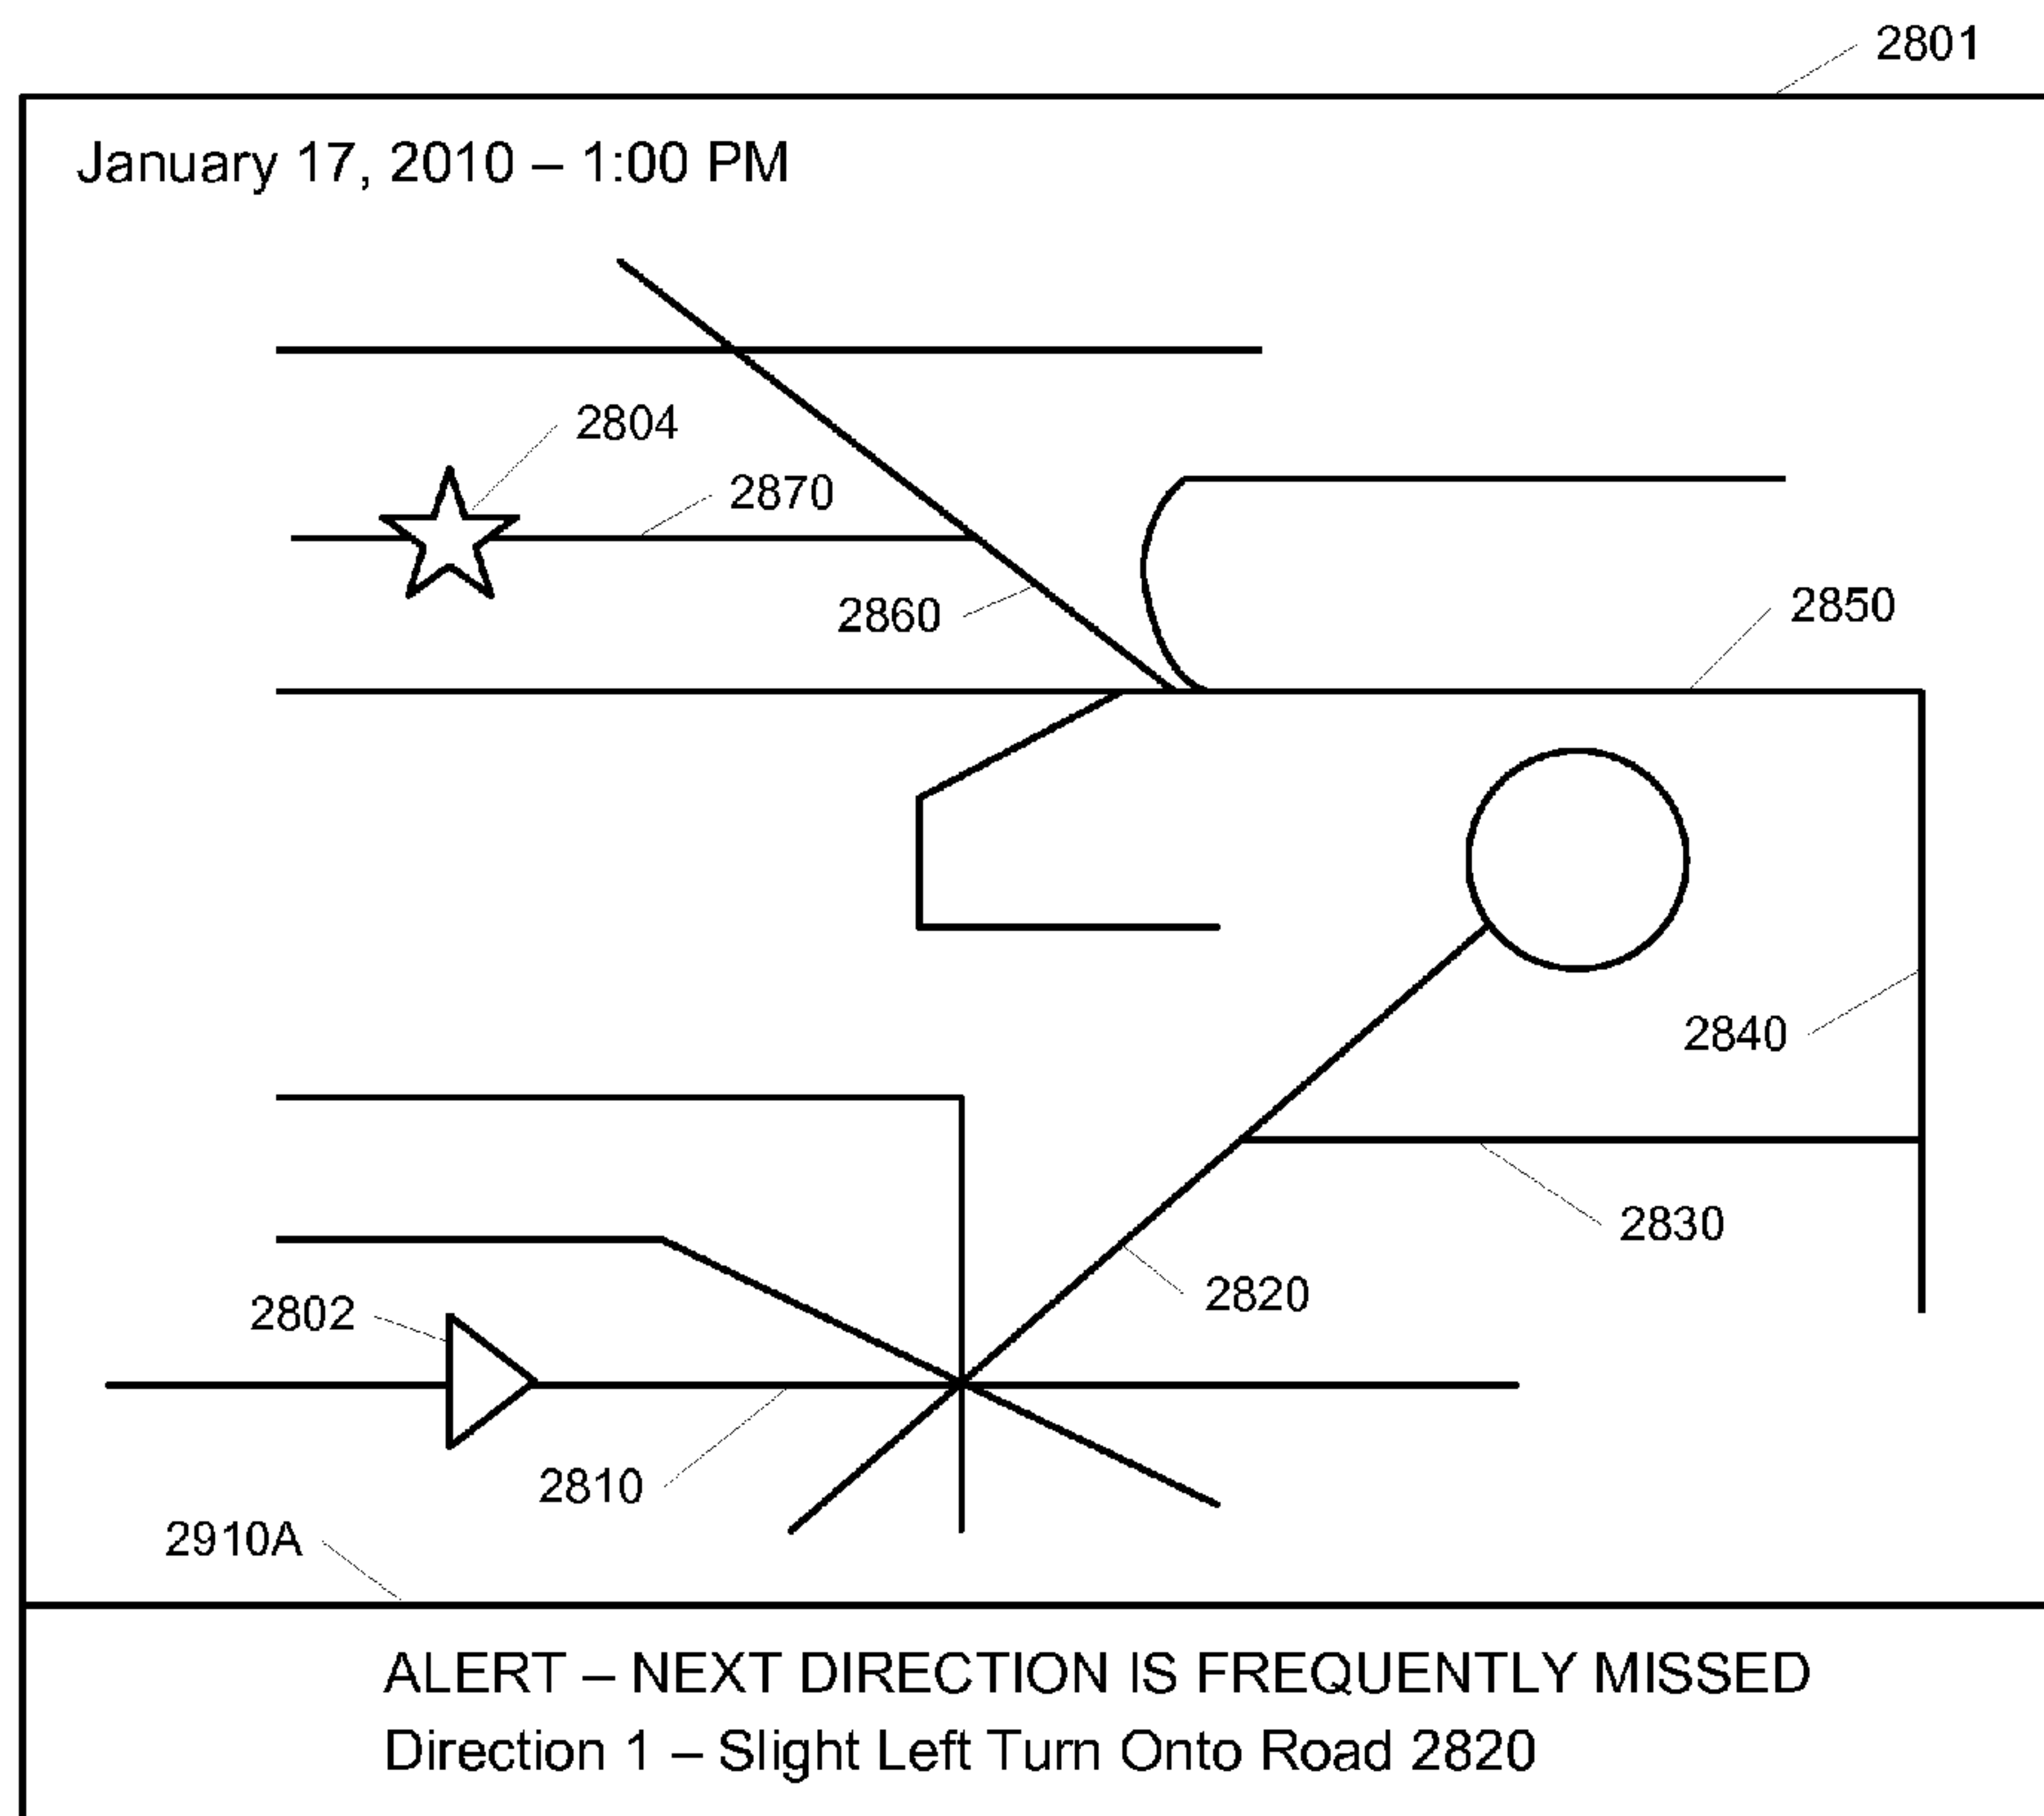 2801
January 17, 2010 – 1:00 PM
2804
2870
2860
2850
2840
2830
2820
2802
2810
2910A
ALERT – NEXT DIRECTION IS FREQUENTLY MISSED
Direction 1 – Slight Left Turn Onto Road 2820